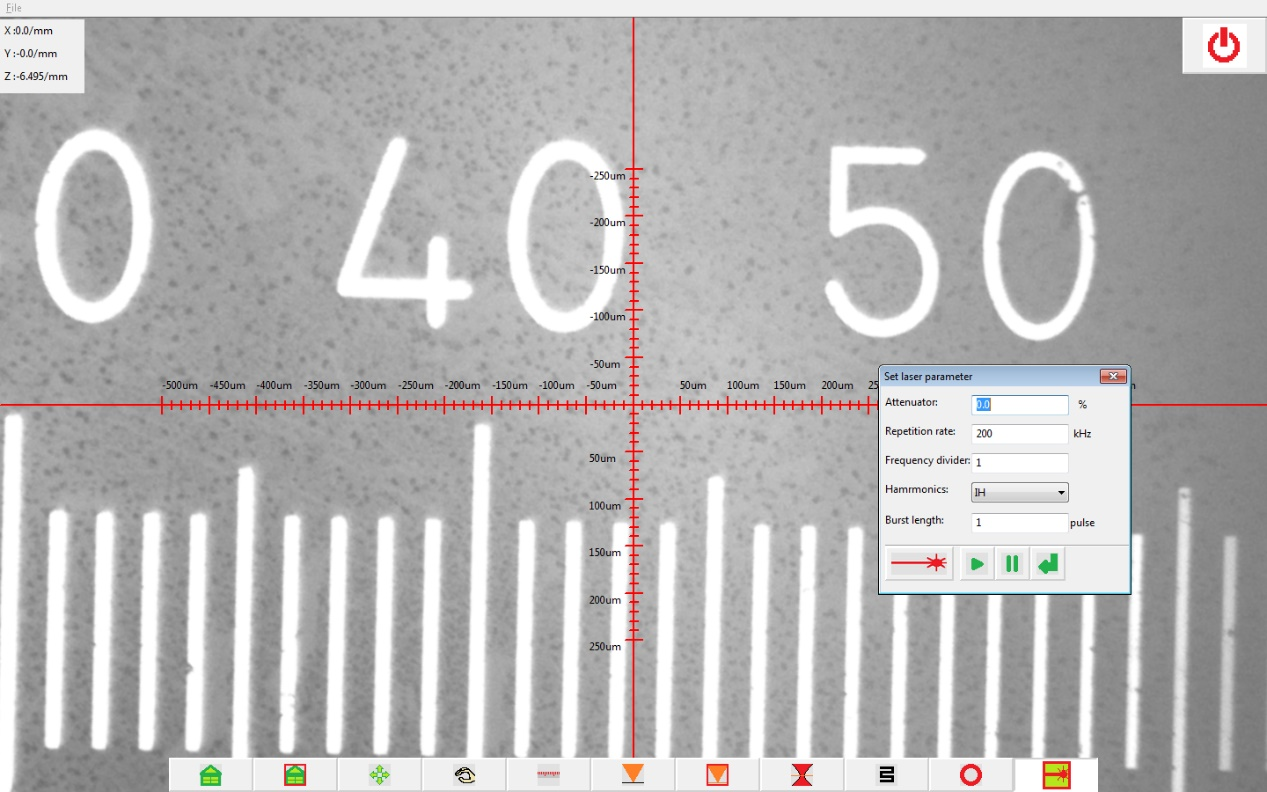 File
X :0.0/mm
Y :-0.0/mm
Z :-6.495/mm
0 40 50
-250um
-200um
-150um
-100um
-50um
-500um -450um -400um -350um -300um -250um -200um -150um -100um -50um 50um 100um 150um 200um
50um
100um
150um
200um
250um
Set laser parameter
Attenuator: 0.0 %
Repetition rate: 200 kHz
Frequency divider: 1
Hamrmonics: IH
Burst length: 1 pulse